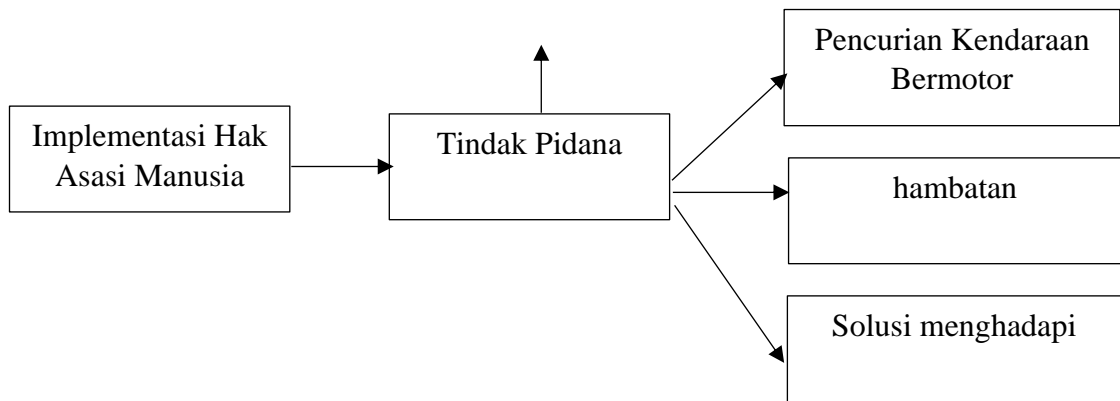 Pencurian Kendaraan
Bermotor
Implementasi Hak
Asasi Manusia
Tindak Pidana
hambatan
Solusi menghadapi